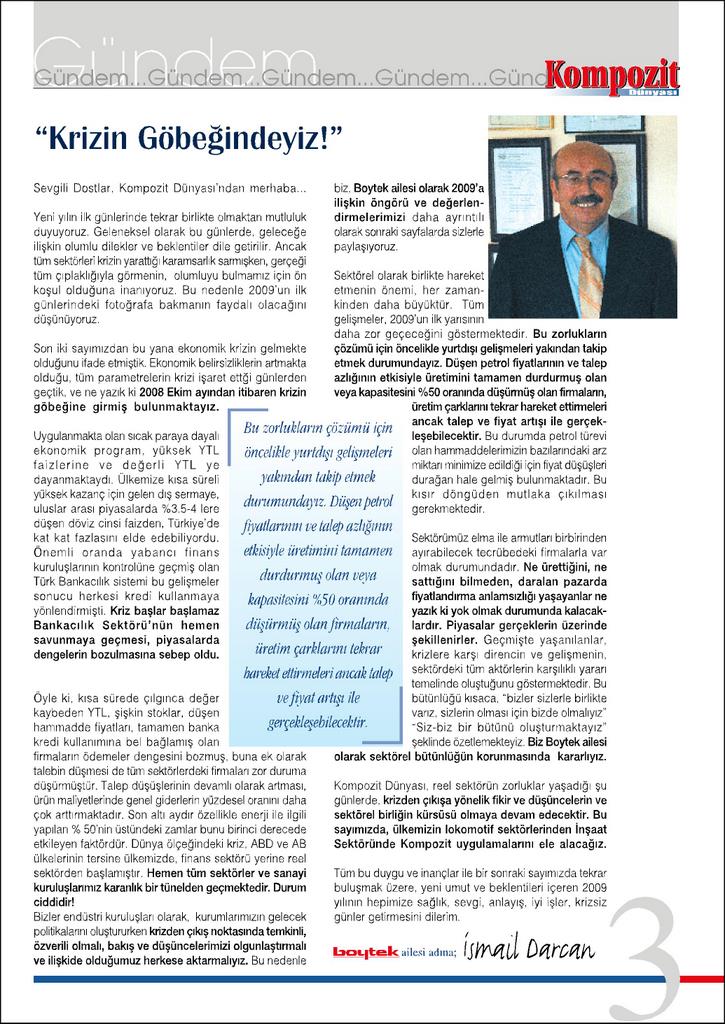 Gündem
Gündem...Gündem...Gündem...Gündem...Günd
Kompozit
Dünyası
“Krizin Göbeğindeyiz!”
Sevgili Dostlar, Kompozit Dünyası'ndan merhaba...
Yeni yılın ilk günlerinde tekrar birlikte olmaktan mutluluk
duyuyoruz. Geleneksel olarak bu günlerde, geleceğe
ilişkin olumlu dilekler ve beklentiler dile getirilir. Ancak
tüm sektörleri krizin yarattığı karamsarlık sarmışken, gerçeği
tüm çıplaklığıyla görmenin, olumluyu bulmamız için ön
koşul olduğuna inanıyoruz. Bu nedenle 2009'un ilk
günlerindeki fotoğrafa bakmanın faydalı olacağını
düşünüyoruz.
Son iki sayımızdan bu yana ekonomik krizin gelmekte
olduğunu ifade etmiştik. Ekonomik belirsizliklerin artmakta
olduğu, tüm parametrelerin krizi işaret ettği günlerden
geçtik, ve ne yazık ki 2008 Ekim ayından itibaren krizin
göbeğine girmiş bulunmaktayız.
Uygulanmakta olan sıcak paraya dayalı
ekonomik program, yüksek YTL
faizlerine ve değerli YTL ye
dayanmaktaydı. Ülkemize kısa süreli
yüksek kazanç için gelen dış sermaye,
uluslar arası piyasalarda %3.5-4 lere
düşen döviz cinsi faizden, Türkiye'de
kat kat fazlasını elde edebiliyordu.
Önemli oranda yabancı finans
kuruluşlarının kontrolüne geçmiş olan
Türk Bankacılık sistemi bu gelişmeler
sonucu herkesi kredi kullanmaya
yönlendirmişti. Kriz başlar başlamaz
Bankacılık Sektörü'nün hemen
savunmaya geçmesi, piyasalarda
dengelerin bozulmasına sebep oldu.
Öyle ki, kısa sürede çılgınca değer
kaybeden YTL, şişkin stoklar, düşen
hammadde fiyatları, tamamen banka
kredi kullanımına bel bağlamış olan
firmaların ödemeler dengesini bozmuş, buna ek olarak
talebin düşmesi de tüm sektörlerdeki firmaları zor duruma
düşürmüştür. Talep düşüşlerinin devamlı olarak artması,
ürün maliyetlerinde genel giderlerin yüzdesel oranını daha
çok arttırmaktadır. Son altı aydır özellikle enerji ile ilgili
yapılan % 50'nin üstündeki zamlar bunu birinci derecede
etkileyen faktördür. Dünya ölçeğindeki kriz, ABD ve AB
ülkelerinin tersine ülkemizde, finans sektörü yerine reel
sektörden başlamıştır. Hemen tüm sektörler ve sanayi
kuruluşlarımız karanlık bir tünelden geçmektedir. Durum
ciddidir!
Bizler endüstri kuruluşları olarak, kurumlarımızın gelecek
politikalarını oluştururken krizden çıkış noktasında temkinli,
özverili olmalı, bakış ve düşüncelerimizi olgunlaştırmalı
ve ilişkide olduğumuz herkese aktarmalıyız. Bu nedenle
Bu zorlukların çözümü için
öncelikle yurtdışı gelişmeleri
yakından takip etmek
durumundayız. Düşen petrol
fiyatlarının ve talep azlığının
etkisiyle üretimini tamamen
durdurmuş olan veya
kapasitesini %50 oranında
düşürmüş olan firmaların,
üretim çarklarını tekrar
hareket ettirmeleri ancak talep
ve fiyat artışı ile
gerçekleşebilecektir.
biz, Boytek ailesi olarak 2009'a
ilişkin öngörü ve değerlen-
dirmelerimizi daha ayrıntılı
olarak sonraki sayfalarda sizlerle
paylaşıyoruz.
Sektörel olarak birlikte hareket
etmenin önemi, her zaman-
kinden daha büyüktür. Tüm
gelişmeler, 2009'un ilk yarısının
daha zor geçeceğini göstermektedir. Bu zorlukların
çözümü için öncelikle yurtdışı gelişmeleri yakından takip
etmek durumundayız. Düşen petrol fiyatlarının ve talep
azlığının etkisiyle üretimini tamamen durdurmuş olan
veya kapasitesini %50 oranında düşürmüş olan firmaların,
üretim çarklarını tekrar hareket ettirmeleri
ancak talep ve fiyat artışı ile gerçek-
leşebilecektir. Bu durumda petrol türevi
olan hammaddelerimizin bazılarındaki arz
miktarı minimize edildiği için fiyat düşüşleri
durağan hale gelmiş bulunmaktadır. Bu
kısır döngüden mutlaka çıkılması
gerekmektedir.
Sektörümüz elma ile armutları birbirinden
ayırabilecek tecrübedeki firmalarla var
olmak durumundadır. Ne ürettiğini, ne
sattığını bilmeden, daralan pazarda
fiyatlandırma anlamsızlığı yaşayanlar ne
yazık ki yok olmak durumunda kalacak-
lardır. Piyasalar gerçeklerin üzerinde
şekillenirler. Geçmişte yaşanılanlar,
krizlere karşı direncin ve gelişmenin,
sektördeki tüm aktörlerin karşılıklı yararı
temelinde oluştuğunu göstermektedir. Bu
bütünlüğü kısaca, “bizler sizlerle birlikte
varız, sizlerin olması için bizde olmalıyız”
“Siz-biz bir bütünü oluşturmaktayız”
şeklinde özetlemekteyiz. Biz Boytek ailesi
olarak sektörel bütünlüğün korunmasında kararlıyız.
Kompozit Dünyası, reel sektörün zorluklar yaşadığı şu
günlerde, krizden çıkışa yönelik fikir ve düşüncelerin ve
sektörel birliğin kürsüsü olmaya devam edecektir. Bu
sayımızda, ülkemizin lokomotif sektörlerinden İnşaat
Sektöründe Kompozit uygulamalarını ele alacağız.
Tüm bu duygu ve inançlar ile bir sonraki sayımızda tekrar
buluşmak üzere, yeni umut ve beklentileri içeren 2009
yılının hepimize sağlık, sevgi, anlayış, iyi işler, krizsiz
günler getirmesini dilerim.
boytek ailesi adına; İsmail Darcan
3